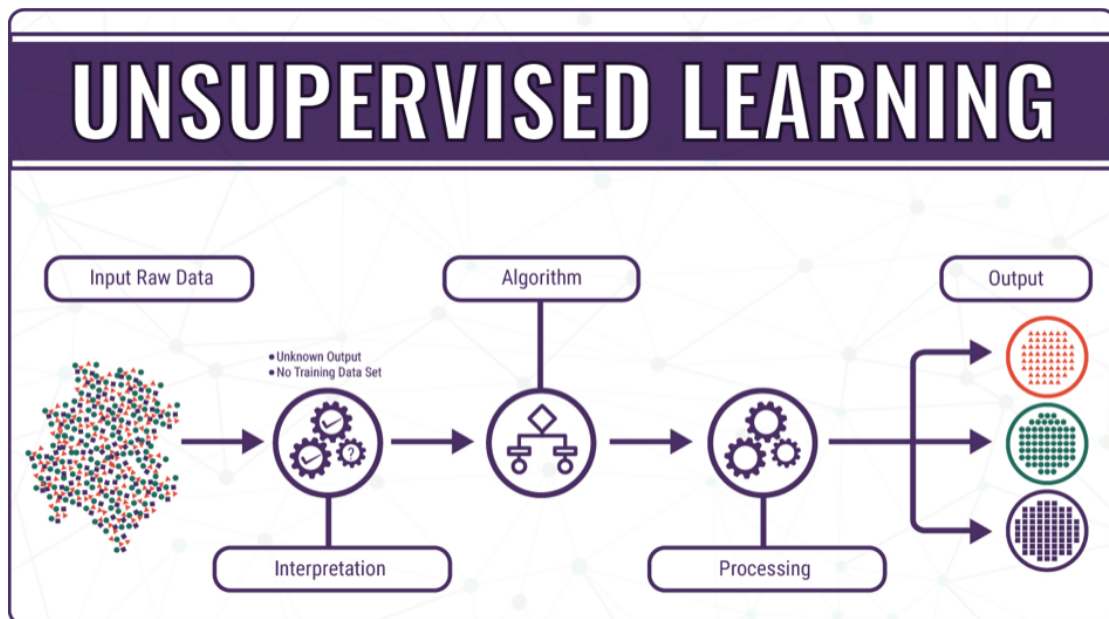 UNSUPERVISED LEARNING
Input Raw Data
Algorithm
Output
• Unknown Output
• No Training Data Set
?
Interpretation
Processing